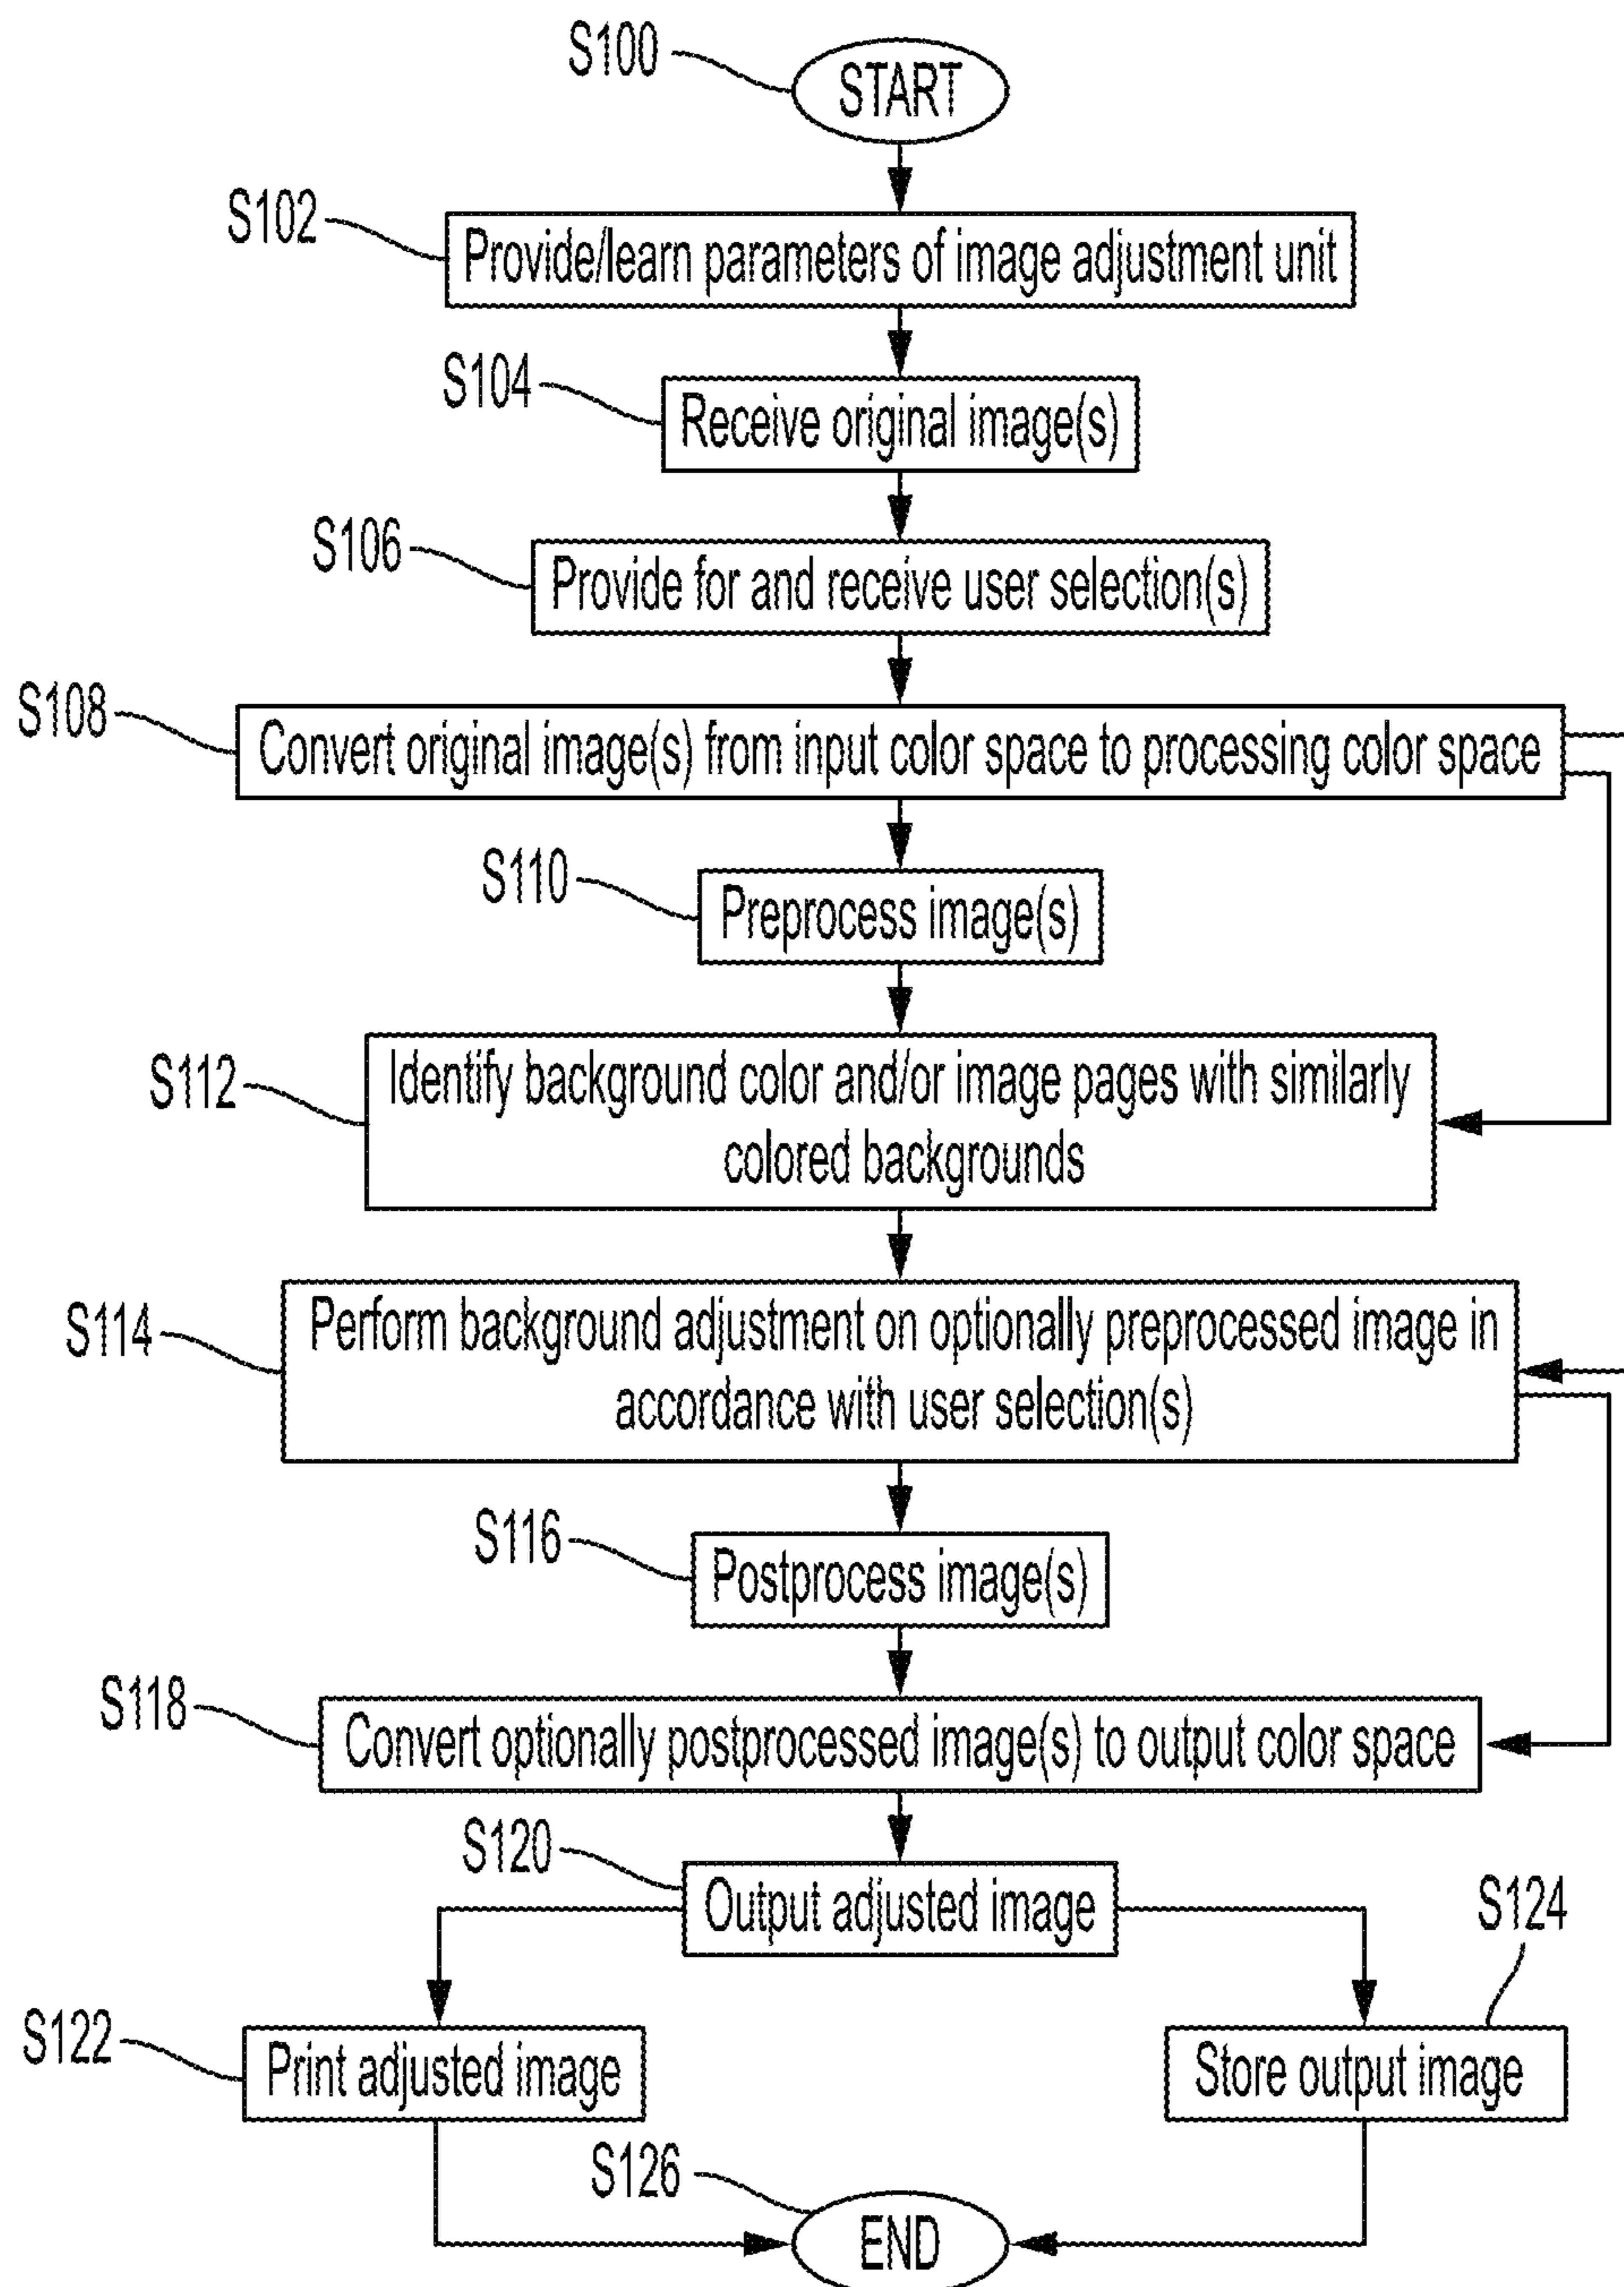 S100
START
S102
Provide/learn parameters of image adjustment unit
S104
Receive original image(s)
S106
Provide for and receive user selection(s)
S108
Convert original image(s) from input color space to processing color space
S110
Preprocess image(s)
S112
Identify background color and/or image pages with similarly
colored backgrounds
S114
Perform background adjustment on optionally preprocessed image in
accordance with user selection(s)
S116
Postprocess image(s)
S118
Convert optionally postprocessed image(s) to output color space
S120
Output adjusted image
S124
S122
Print adjusted image
Store output image
S126
END